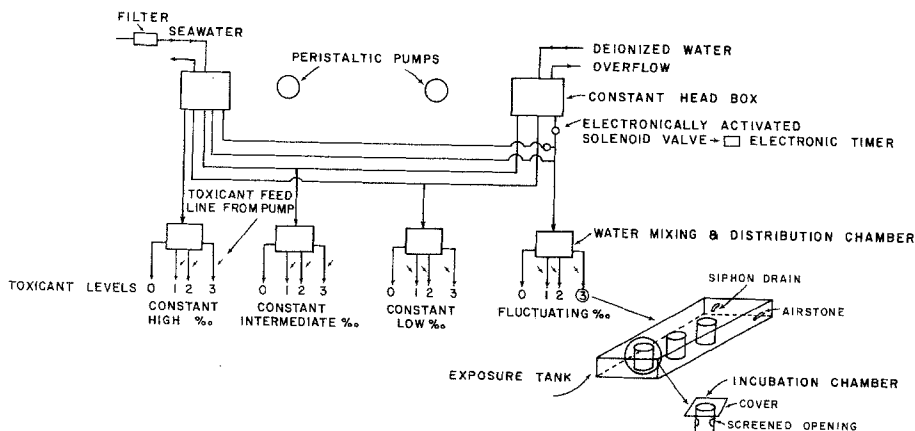 FILTER
SEAWATER
PERISTALTIC PUMPS
DEIONIZED WATER
OVERFLOW
CONSTANT HEAD BOX
ELECTRONICALLY ACTIVATED
SOLENOID VALVE→ ELECTRONIC TIMER
TOXICANT FEED
LINE FROM PUMP
WATER MIXING & DISTRIBUTION CHAMBER
TOXICANT LEVELS 0 1 2 3 0 1 2 3 0 1 2 3 0 1 2 3
CONSTANT
HIGH ‰
CONSTANT
INTERMEDIATE ‰
CONSTANT
LOW ‰
FLUCTUATING ‰
SIPHON DRAIN
AIRSTONE
EXPOSURE TANK
INCUBATION CHAMBER
COVER
SCREENED OPENING